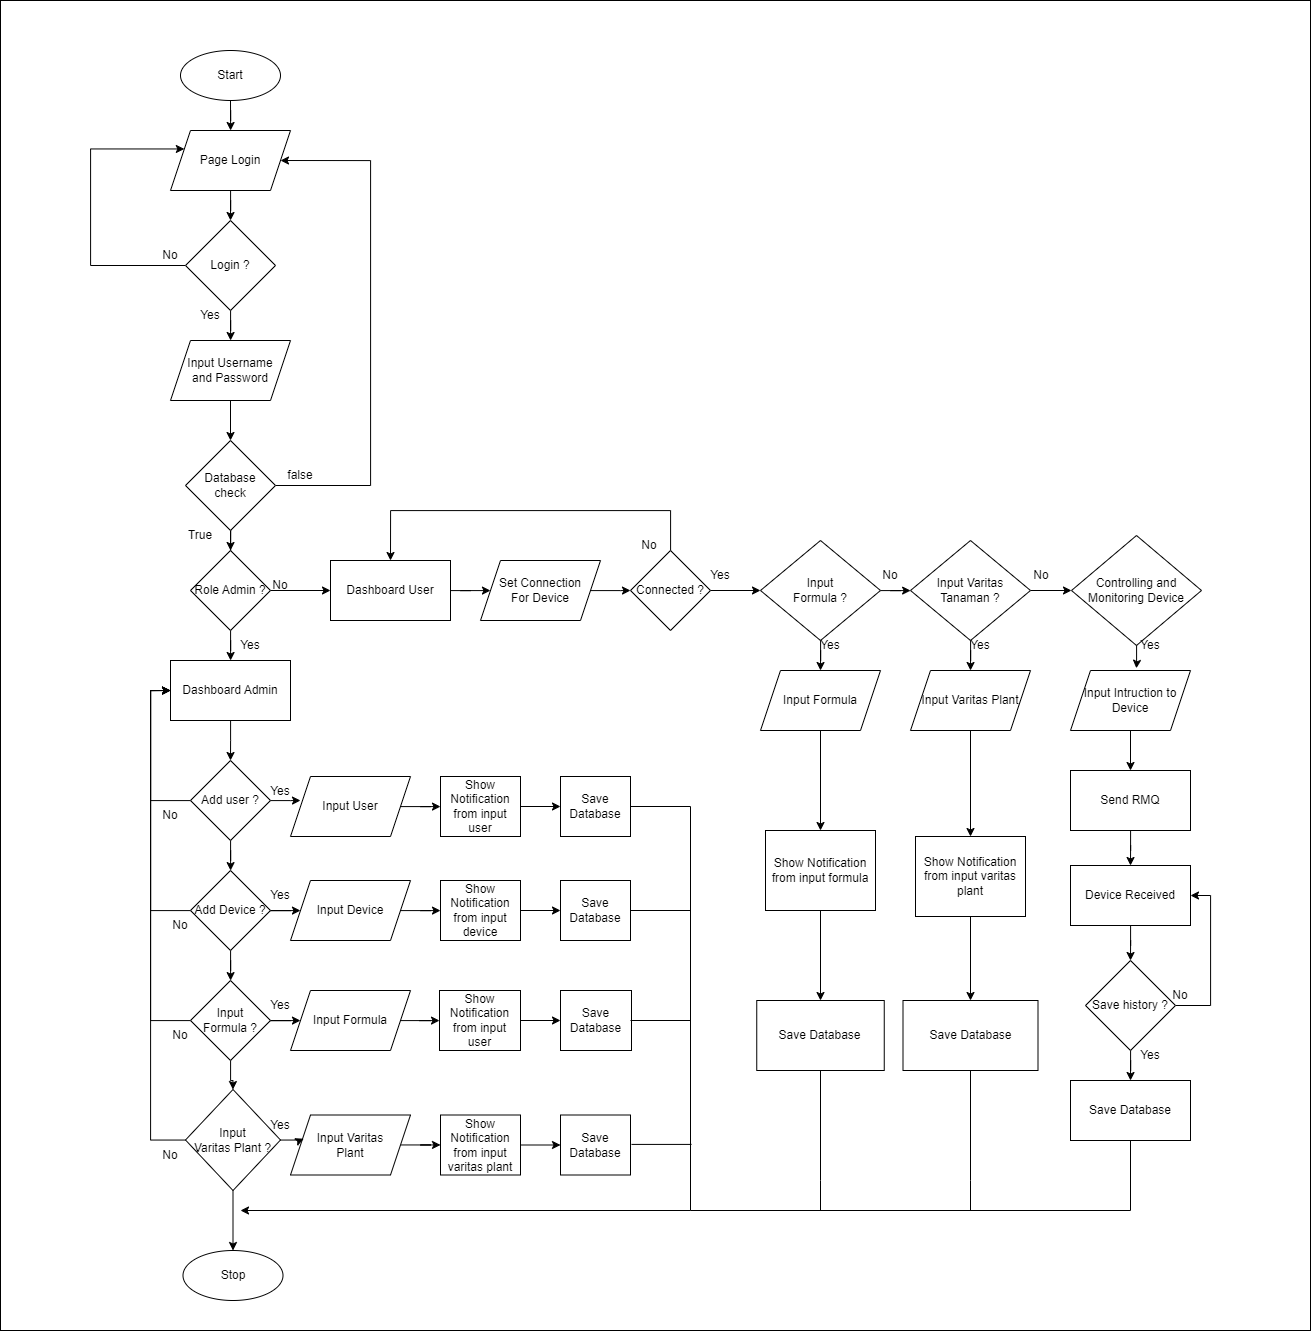 Start
Page Login
No
Login ?
Yes
Input Username
and Password
Database
check
false
True
Role Admin ?
No
Dashboard User
Set Connection
For Device
No
Connected ?
Yes
Input
Formula ?
No
Input Varitas
Tanaman ?
No
Controlling and
Monitoring Device
Yes
Yes
Yes
Yes
Dashboard Admin
Input Formula
Input Varitas Plant
Input Intruction to
Device
Add user ?
Yes
No
Input User
Show
Notification
from input
user
Save
Database
Send RMQ
Show Notification
from input formula
Show Notification
from input varitas
plant
Device Received
Add Device ?
Yes
No
Input Device
Show
Notification
from input
device
Save
Database
Input
Formula ?
Yes
No
Input Formula
Show
Notification
from input
user
Save
Database
Save Database
Save Database
Save history ?
No
Yes
Save Database
Input
Varitas Plant ?
Yes
No
Input Varitas
Plant
Show
Notification
from input
varitas plant
Save
Database
Stop